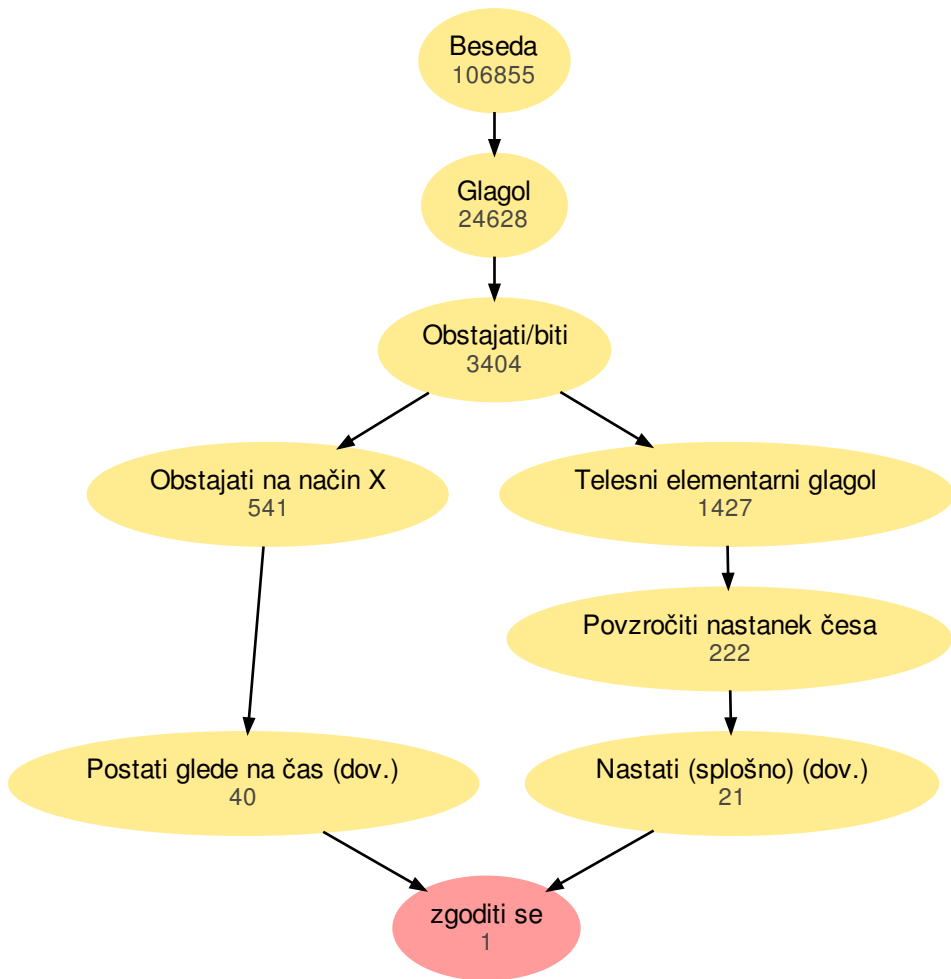 Beseda
106855
Glagol
24628
Obstajati/biti
3404
Obstajati na način X
541
Telesni elementarni glagol
1427
Povzročiti nastanek česa
222
Postati glede na čas (dov.)
40
Nastati (splošno) (dov.)
21
zgoditi se
1